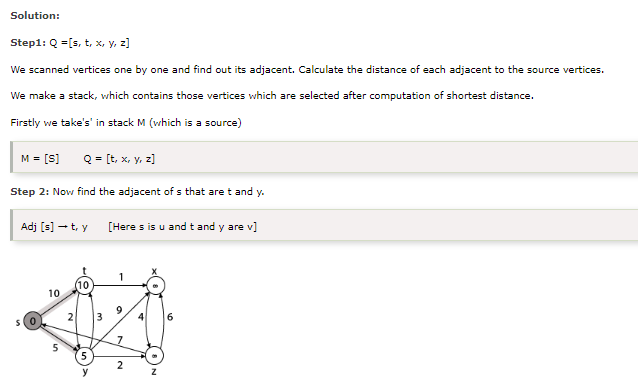 Solution:
Step1: Q =[s, t, x, y, z]
We scanned vertices one by one and find out its adjacent. Calculate the distance of each adjacent to the source vertices.
We make a stack, which contains those vertices which are selected after computation of shortest distance.
Firstly we take's' in stack M (which is a source)
M = [S] Q = [t, x, y, z]
Step 2: Now find the adjacent of s that are t and y.
Adj [s] → t, y [Here s is u and t and y are v]
t x
1
10 ∞
10
s 0 2 3 9 4 6
7
5
5 ∞
2
y z